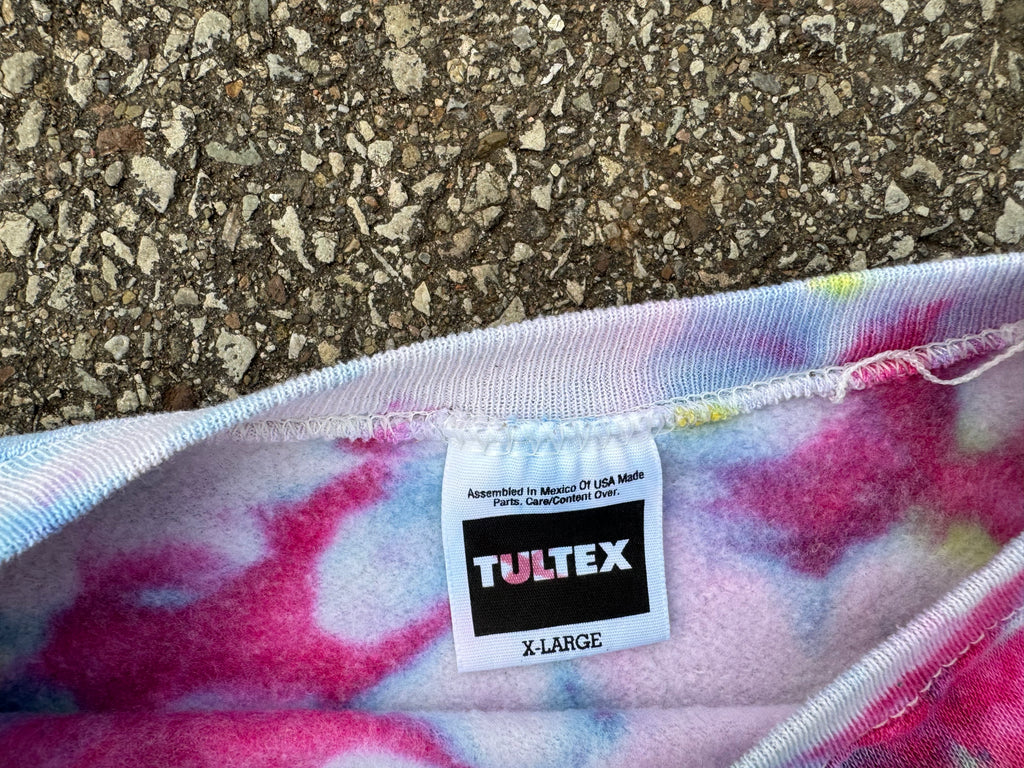 Assembled In Mexico Of USA Made
Parts. Care/Content Over.
TULTEX
X-LARGE